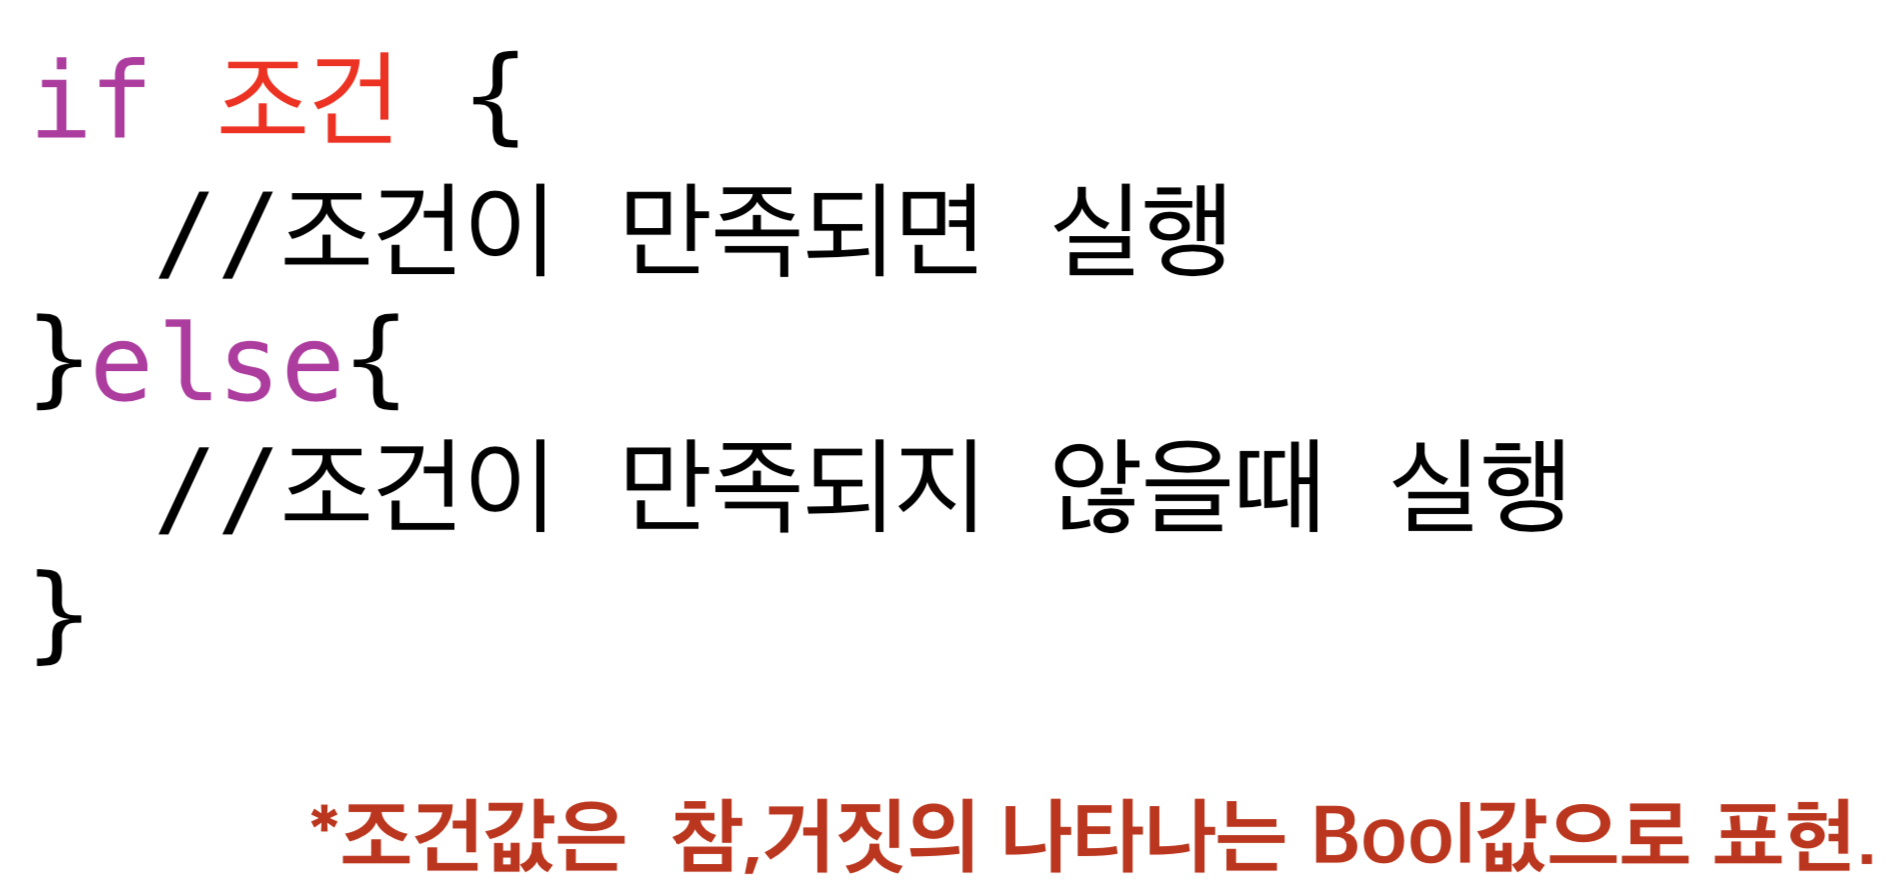 if 조건 {
//조건이 만족되면 실행
}else{
//조건이 만족되지 않을때 실행
}
*조건값은 참,거짓의 나타나는 Bool값으로 표현.